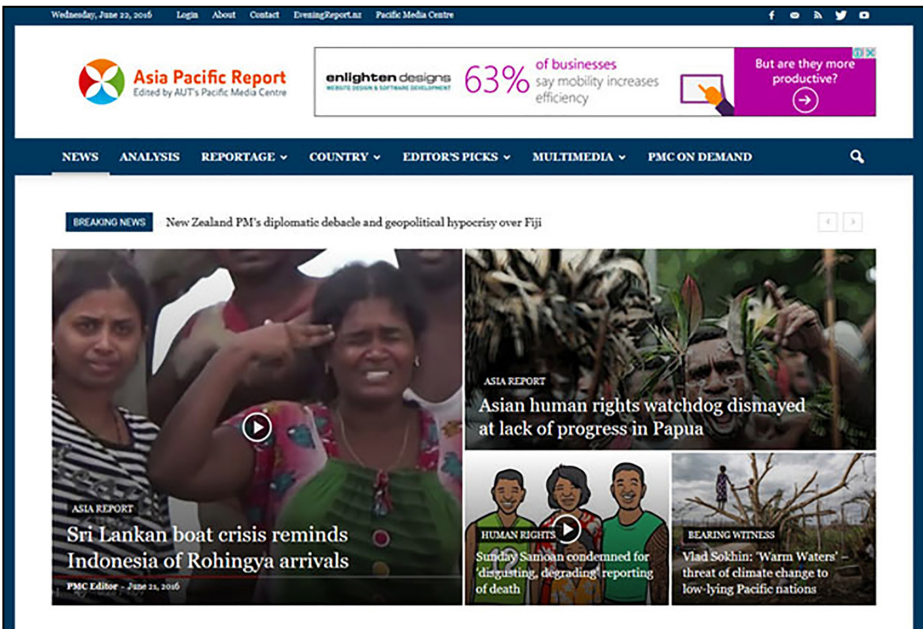 Wednesday, June 22, 2016 Login About Contact EveningReport.nz Pacific Media Centre
Asia Pacific Report
Edited by AUT's Pacific Media Centre
enlighten designs
WEBSITE DESIGN & SOFTWARE DEVELOPMENT
63%
of businesses
say mobility increases
efficiency
But are they more
productive?
NEWS ANALYSIS REPORTAGE COUNTRY EDITOR'S PICKS MULTIMEDIA PMC ON DEMAND
BREAKING NEWS New Zealand PM's diplomatic debacle and geopolitical hypocrisy over Fiji
ASIA REPORT
Sri Lankan boat crisis reminds
Indonesia of Rohingya arrivals
PMC Editor - June 21, 2016
ASIA REPORT
Asian human rights watchdog dismayed
at lack of progress in Papua
12
HUMAN RIGHTS
Sunday Samoan condemned for
'disgusting, degrading' reporting
of death
BEARING WITNESS
Vlad Sokhin: 'Warm Waters' –
threat of climate change to
low-lying Pacific nations